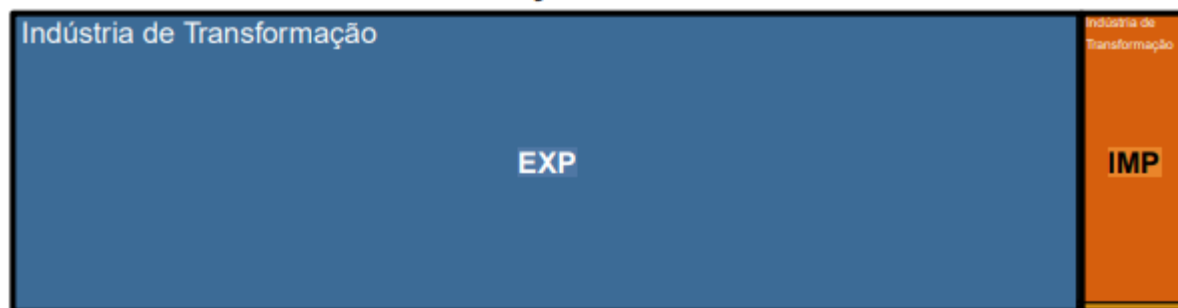 Indústria de Transformação
Indústria de
Transformação
EXP
IMP